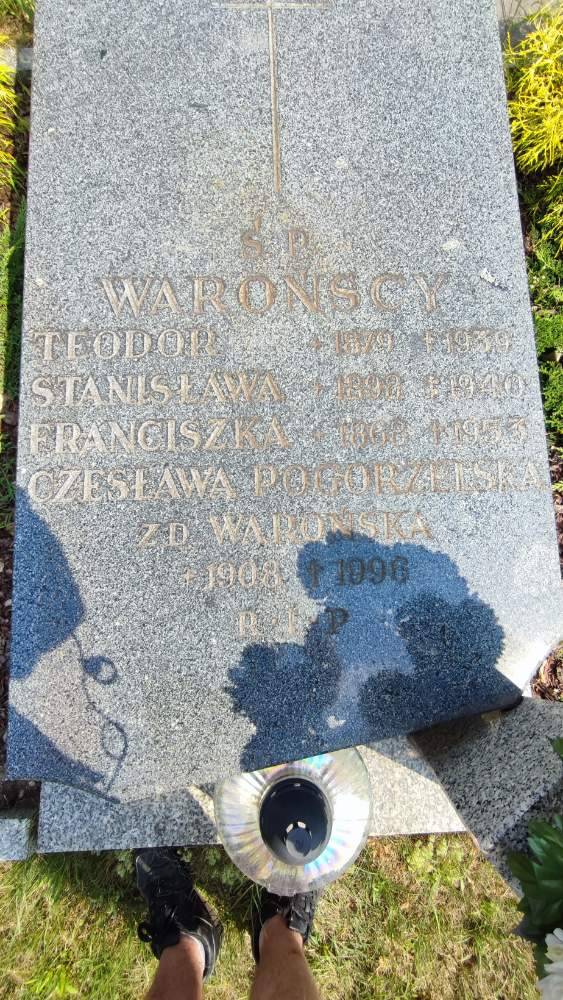 Ś. P.
WAROŃSCY
TEODOR +1879 †1939
STANISŁAWA +1898 †1940
FRANCISZKA +1868 †1953
CZESŁAWA POGORZELSKA
ZD WAROŃSKA
+1908 †1996
R. I. P